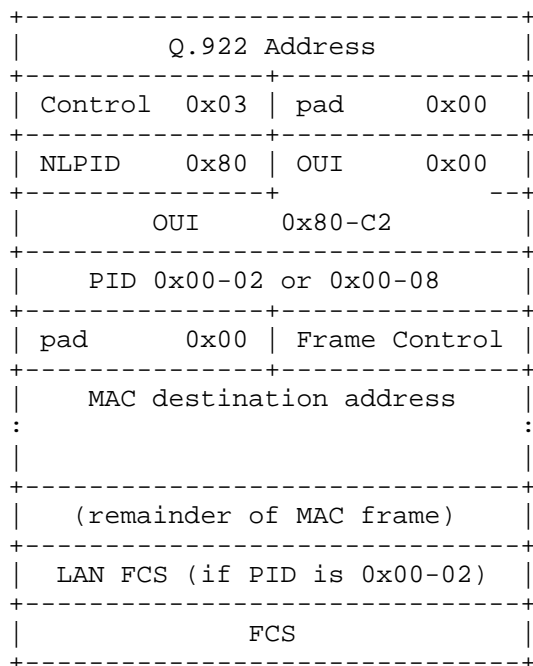 Q.922 Address
Control 0x03 | pad 0x00
NLPID 0x80 | OUI 0x00
OUI 0x80-C2
PID 0x00-02 or 0x00-08
pad 0x00 | Frame Control
MAC destination address
(remainder of MAC frame)
LAN FCS (if PID is 0x00-02)
FCS